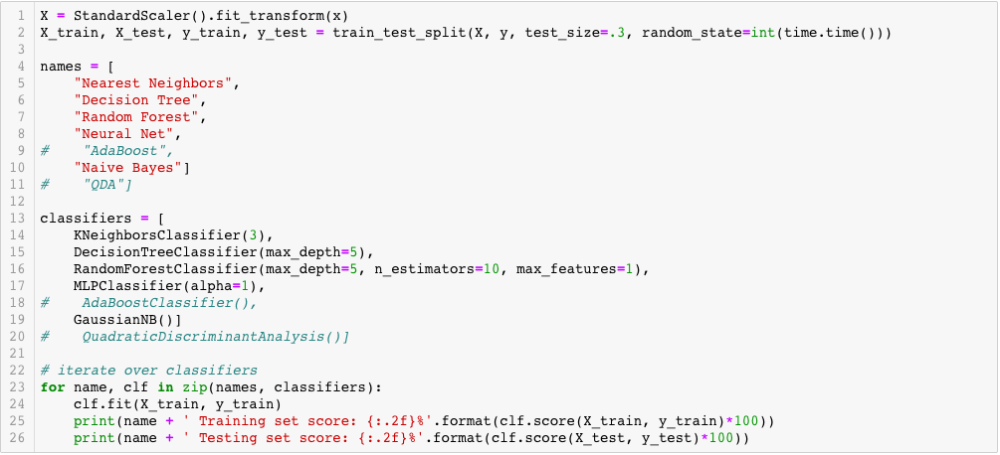 1 X = StandardScaler().fit_transform(x)
2 X_train, X_test, y_train, y_test = train_test_split(X, y, test_size=.3, random_state=int(time.time()))
3
4 names = [
5     "Nearest Neighbors",
6     "Decision Tree",
7     "Random Forest",
8     "Neural Net",
9 #    "AdaBoost",
10     "Naive Bayes"]
11 #    "QDA"]
12
13 classifiers = [
14     KNeighborsClassifier(3),
15     DecisionTreeClassifier(max_depth=5),
16     RandomForestClassifier(max_depth=5, n_estimators=10, max_features=1),
17     MLPClassifier(alpha=1),
18 #    AdaBoostClassifier(),
19     GaussianNB()]
20 #    QuadraticDiscriminantAnalysis()]
21
22 # iterate over classifiers
23 for name, clf in zip(names, classifiers):
24     clf.fit(X_train, y_train)
25     print(name + ' Training set score: {:.2f}%'.format(clf.score(X_train, y_train)*100))
26     print(name + ' Testing set score: {:.2f}%'.format(clf.score(X_test, y_test)*100))